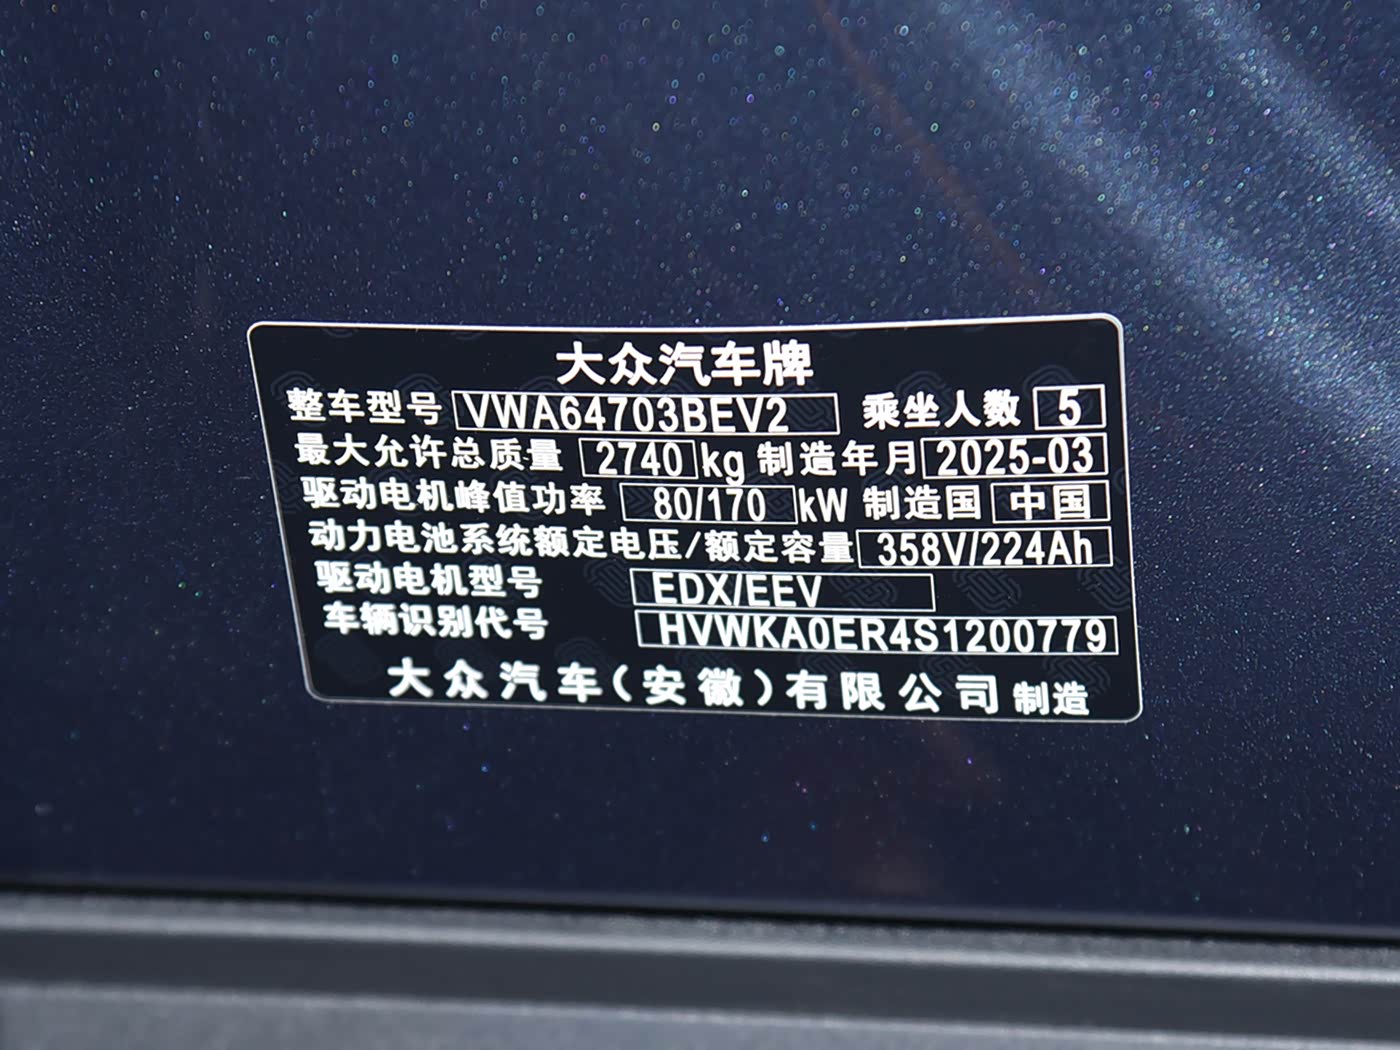 大众汽车牌
整车型号 VWA64703BEV2 乘坐人数 5
最大允许总质量 2740 kg 制造年月 2025-03
驱动电机峰值功率 80/170 kW 制造国 中国
动力电池系统额定电压/额定容量 358V/224Ah
驱动电机型号 EDX/EEV
车辆识别代号 HVWKA0ER4S1200779
大众汽车(安徽)有限公司制造